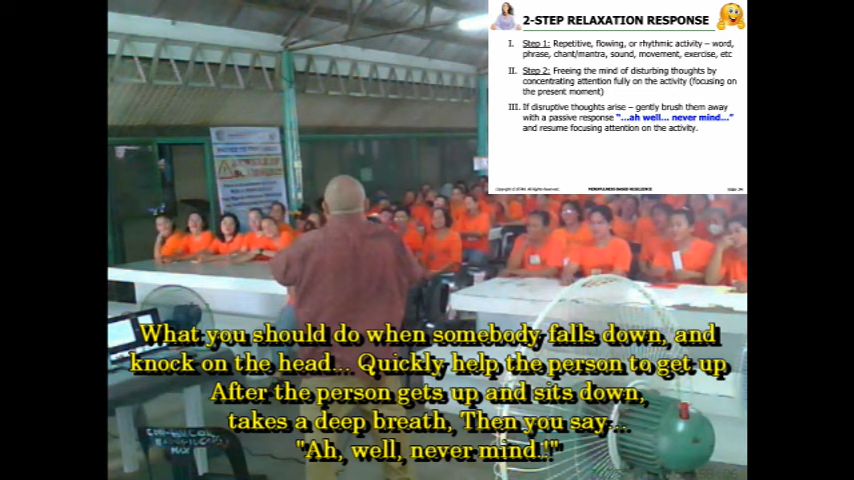 2-STEP RELAXATION RESPONSE
I. Step 1: Repetitive, flowing, or rhythmic activity – word,
phrase, chant/mantra, sound, movement, exercise, etc
II. Step 2: Freeing the mind of disturbing thoughts by
concentrating attention fully on the activity (focusing on
the present moment)
III. If disruptive thoughts arise – gently brush them away
with a passive response "...ah well... never mind..."
and resume focusing attention on the activity.
All Rights Reserved.
MINDFULNESS BASED RESILIENCE
What you should do when somebody falls down, and
knock on the head... Quickly help the person to get up
After the person gets up and sits down,
takes a deep breath, Then you say...
"Ah, well, never mind.!"